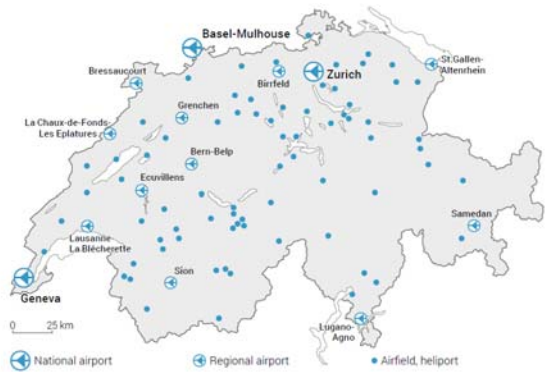 Basel-Mulhouse
Bressaucourt
Birrfeld
Zurich
St.Gallen-
Altenrhein
Grenchen
La Chaux-de-Fonds-
Les Eplatures
Bern-Belp
Ecuvillens
Samedan
Lausanne
La Blécherette
Sion
Geneva
Lugano-
Agno
0 25 km
National airport
Regional airport
Airfield, heliport